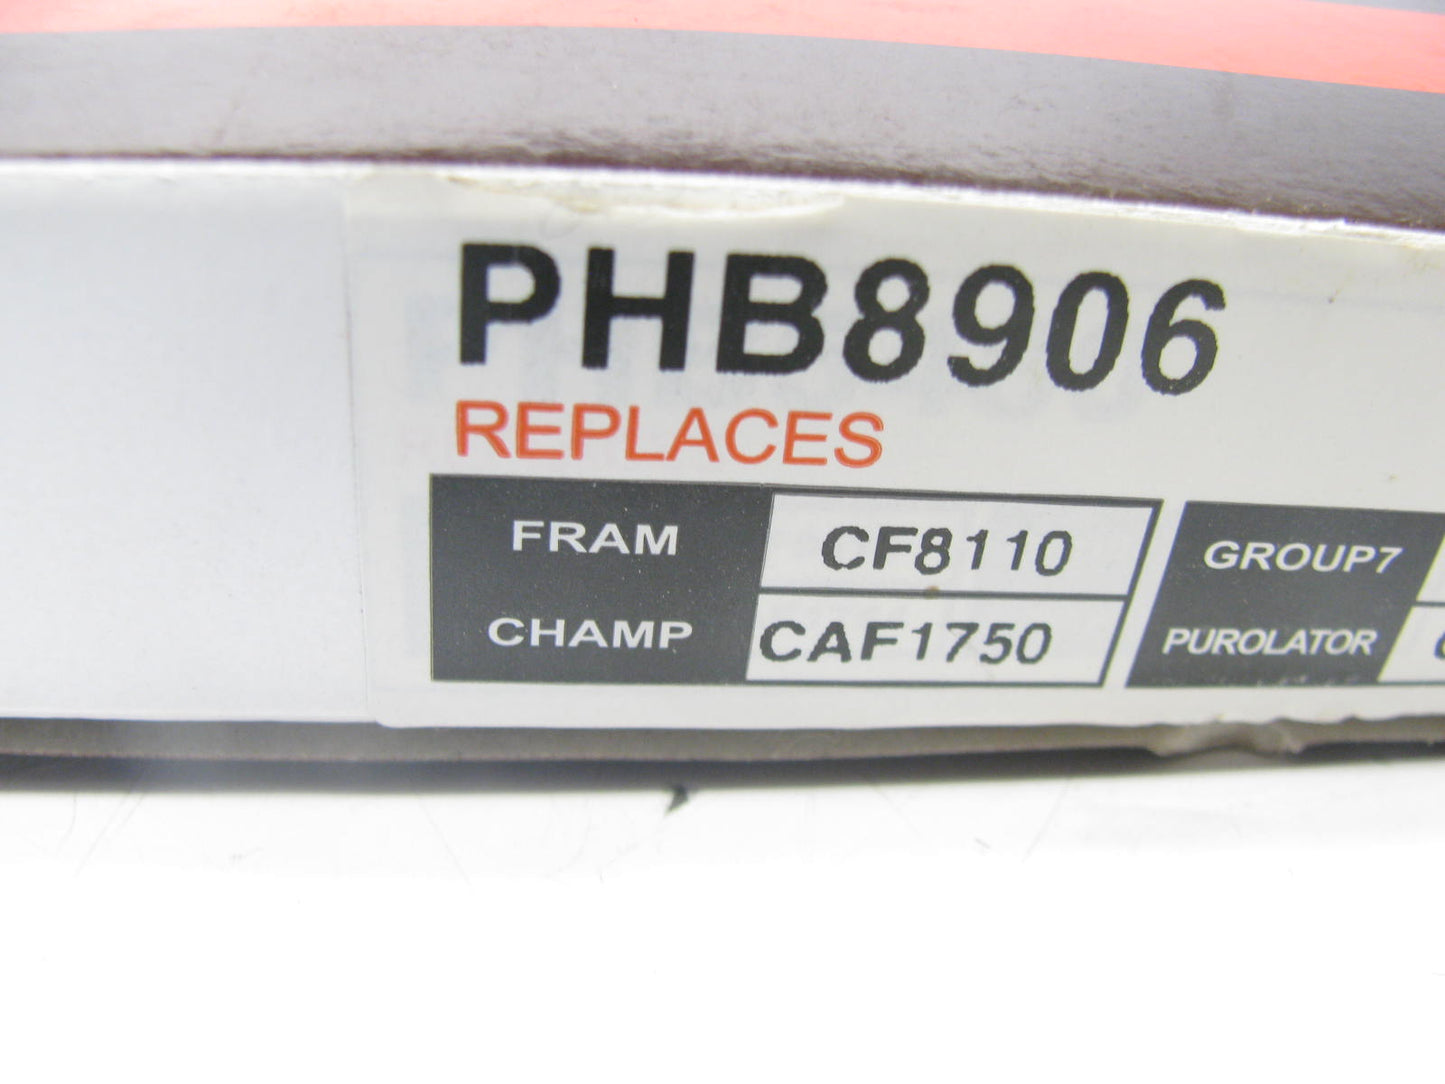 PHB8906
REPLACES
FRAM CF8110 GROUP7
CHAMP CAF1750 PUROLATOR